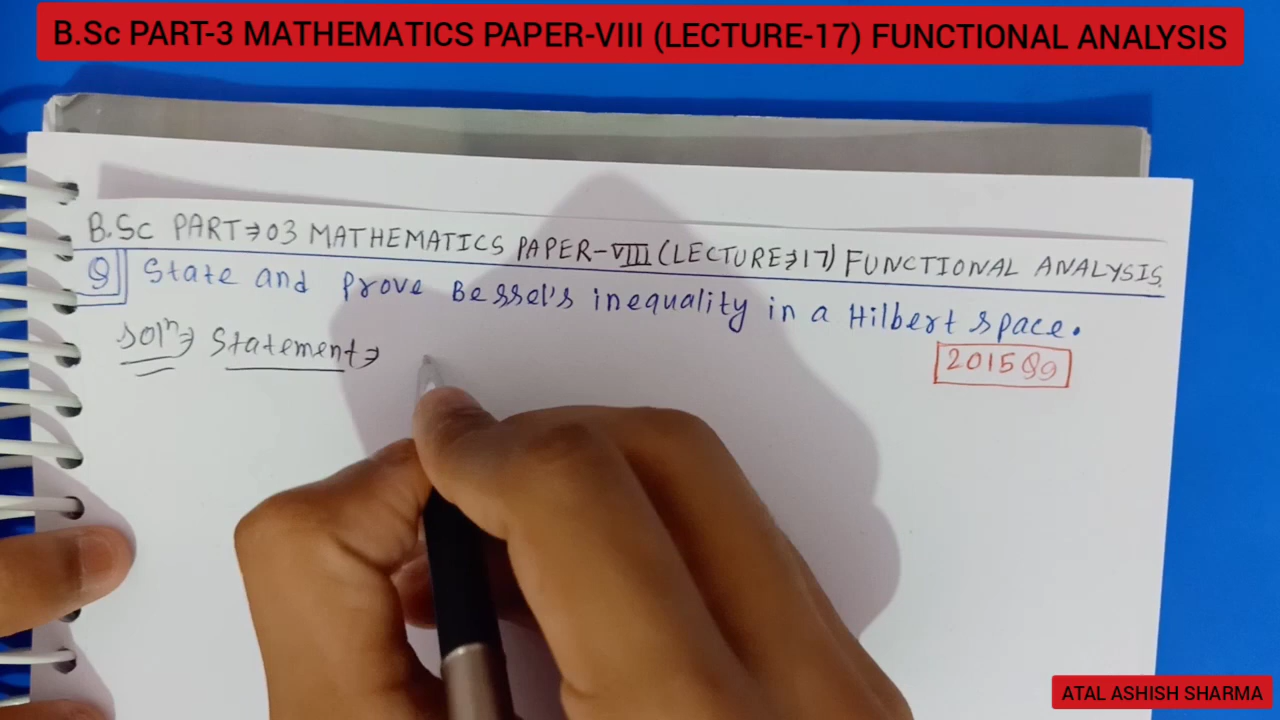 B.Sc PART-3 MATHEMATICS PAPER-VIII (LECTURE-17) FUNCTIONAL ANALYSIS
B.Sc PART⇒03 MATHEMATICS PAPER-VIII (LECTURE⇒17) FUNCTIONAL ANALYSIS.
Q State and Prove Bessel's inequality in a Hilbert space.
2015 Q9
Solⁿ⇒ Statement⇒
ATAL ASHISH SHARMA